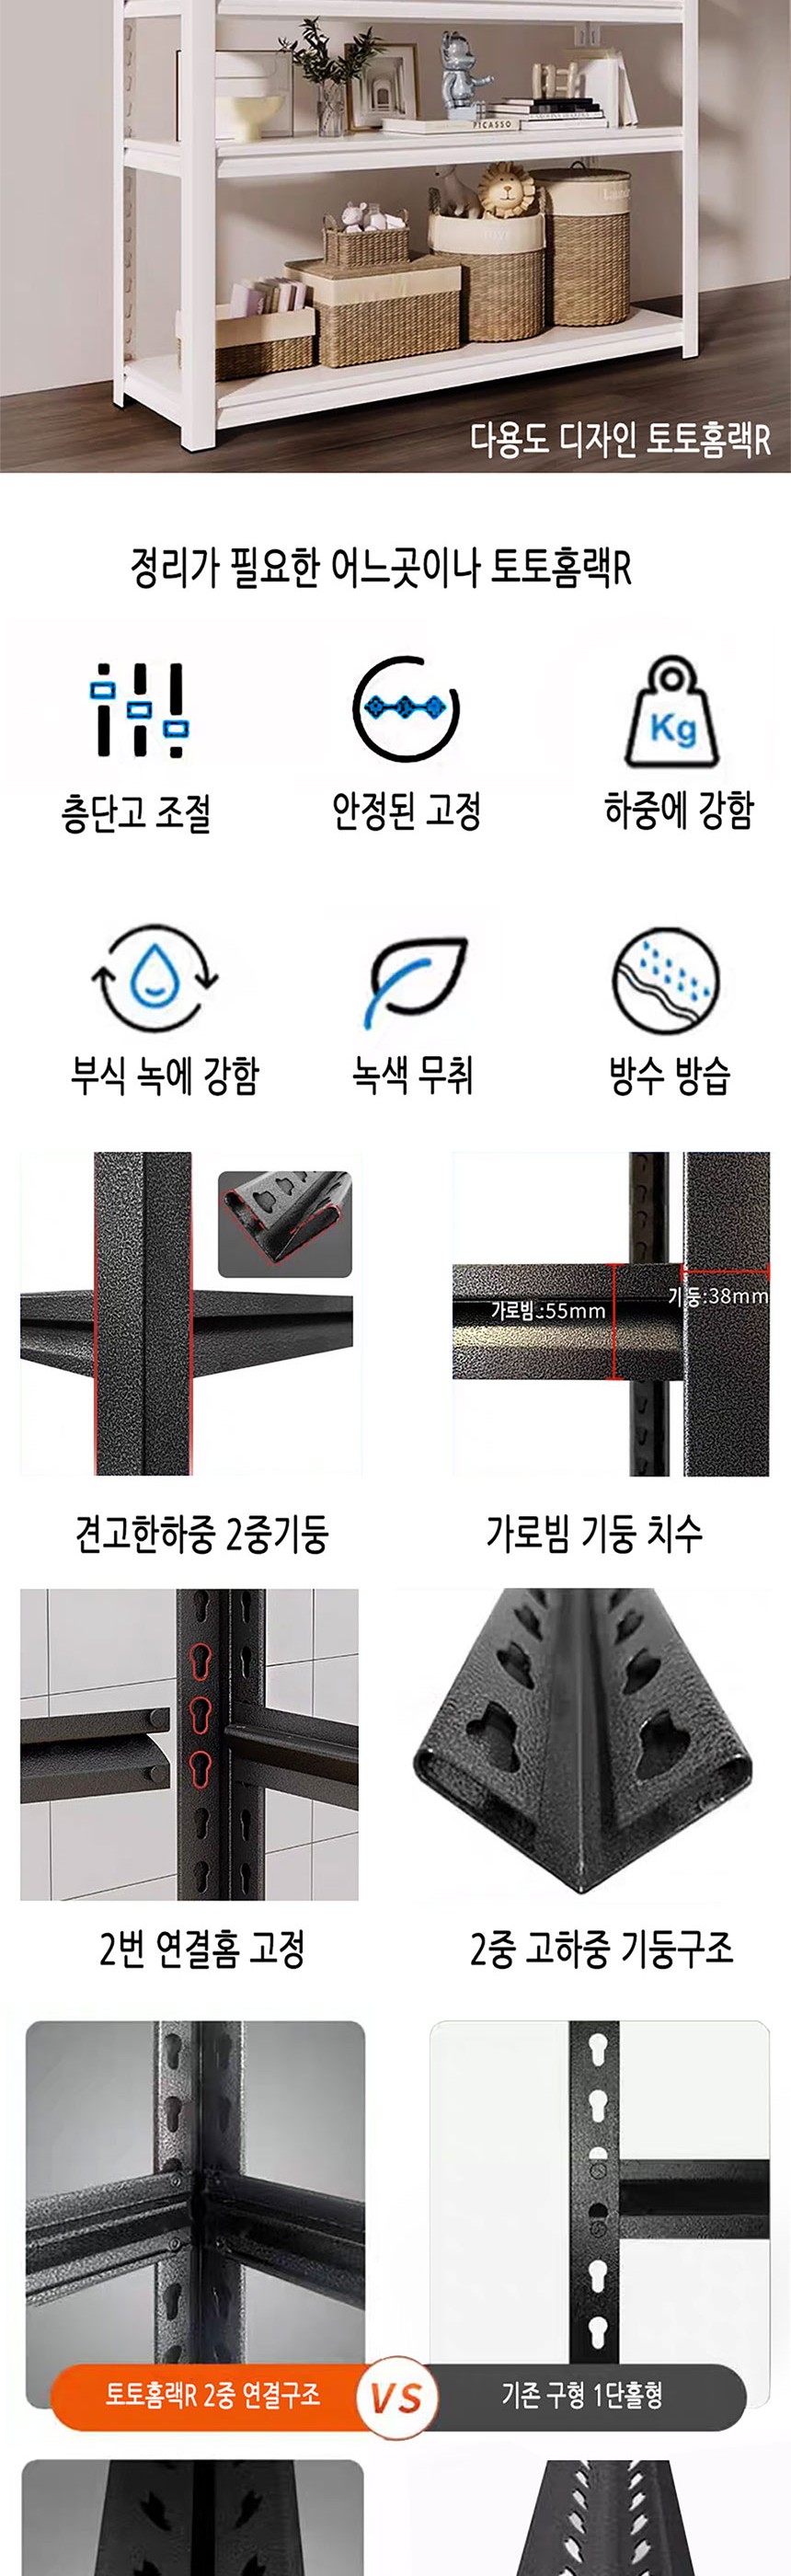 PICASSO
다용도 디자인 토토홈랙R
정리가 필요한 어느곳이나 토토홈랙R
Kg
층단고 조절
안정된 고정
하중에 강함
부식 녹에 강함
녹색 무취
방수 방습
가로빔:55mm
기둥:38mm
견고한하중 2중기둥
가로빔 기둥 치수
2번 연결홈 고정
2중 고하중 기둥구조
토토홈랙R 2중 연결구조
VS
기존 구형 1단홀형